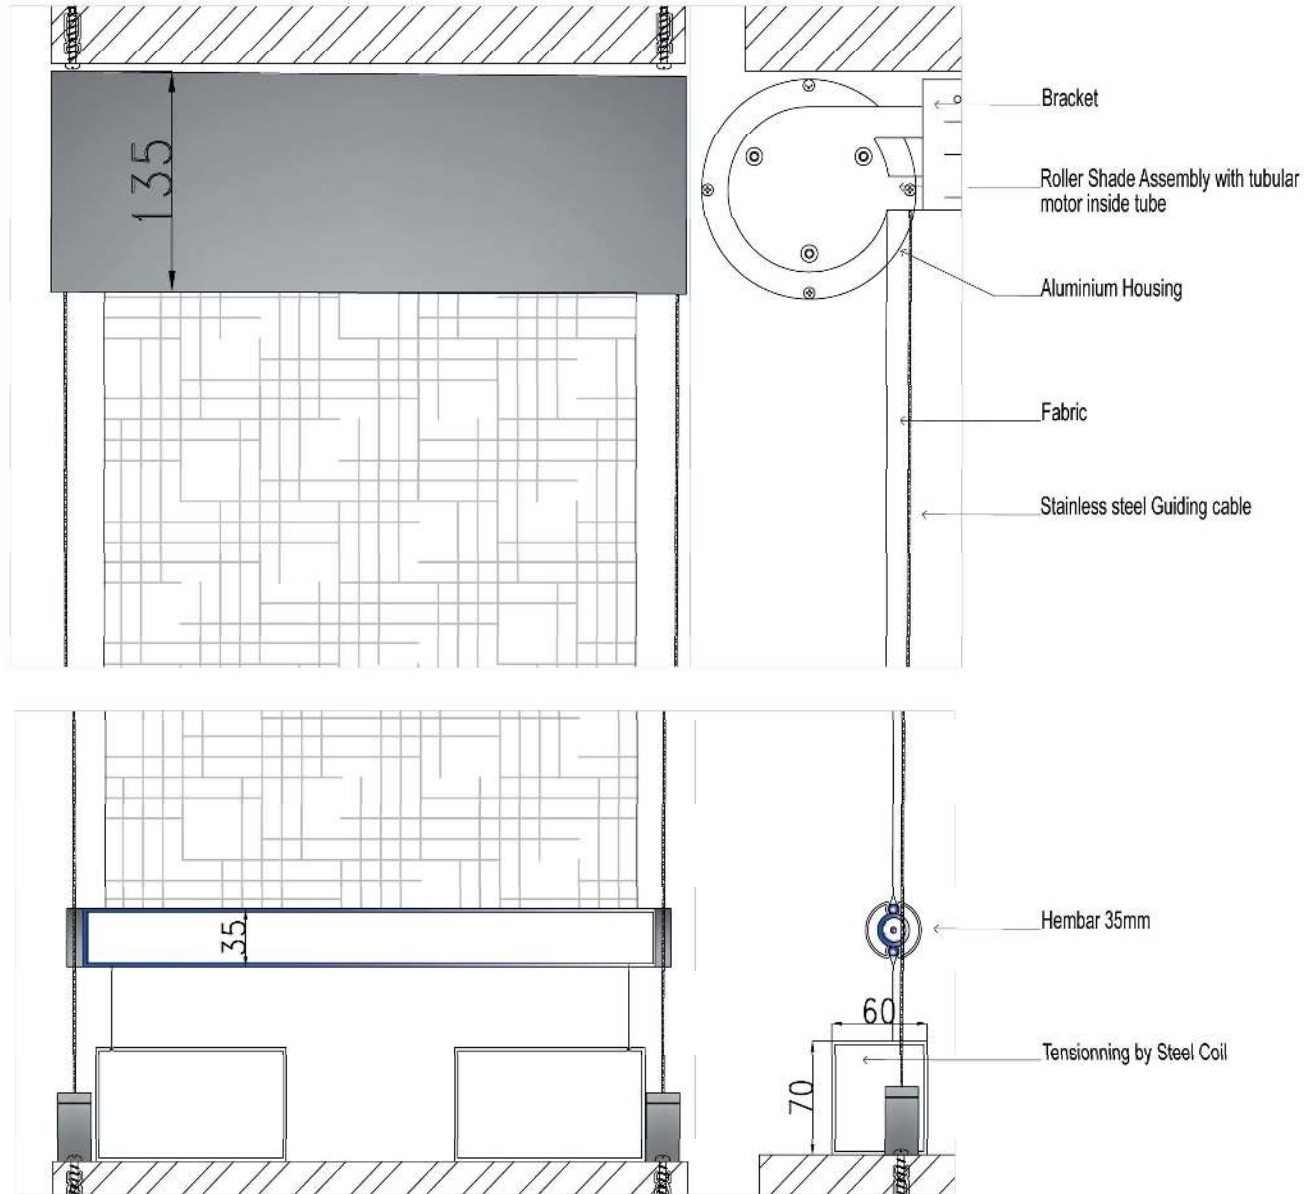 135
Bracket
Roller Shade Assembly with tubular
motor inside tube
Aluminium Housing
Fabric
Stainless steel Guiding cable
35
Hembar 35mm
60
70
Tensionning by Steel Coil